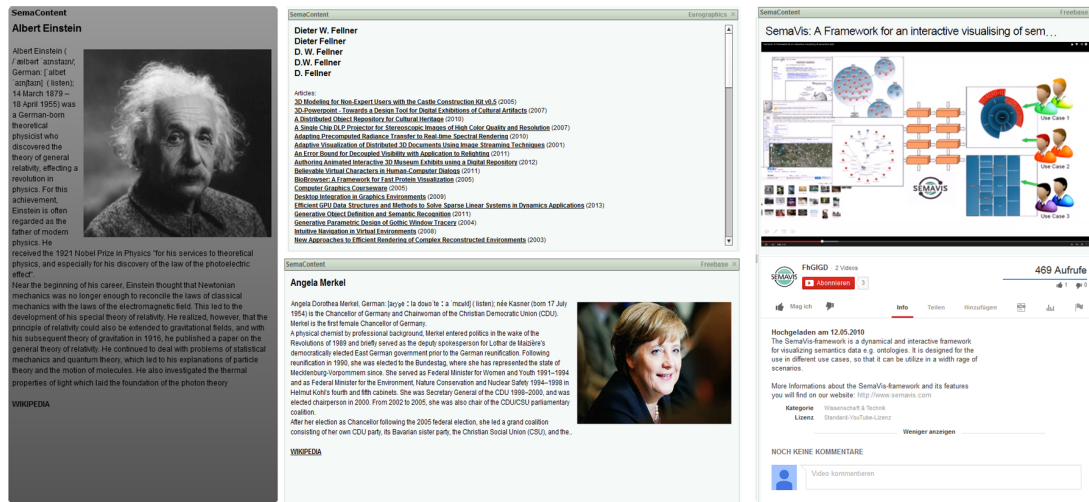 SemaContent
Albert Einstein
Albert Einstein (
/ˈælbərt ˈaɪnstaɪn/;
German: [ˈalbɐt
ˈaɪnʃtaɪn] ( listen);
14 March 1879 –
18 April 1955) was
a German-born
theoretical
physicist who
discovered the
theory of general
relativity, effecting a
revolution in
physics. For this
achievement,
Einstein is often
regarded as the
father of modern
physics. He
received the 1921 Nobel Prize in Physics "for his services to theoretical
physics, and especially for his discovery of the law of the photoelectric
effect".
Near the beginning of his career, Einstein thought that Newtonian
mechanics was no longer enough to reconcile the laws of classical
mechanics with the laws of the electromagnetic field. This led to the
development of his special theory of relativity. He realized, however, that the
principle of relativity could also be extended to gravitational fields, and with
his subsequent theory of gravitation in 1916, he published a paper on the
general theory of relativity. He continued to deal with problems of statistical
mechanics and quantum theory, which led to his explanations of particle
theory and the motion of molecules. He also investigated the thermal
properties of light which laid the foundation of the photon theory
WIKIPEDIA
SemaContent Eurographics ×
Dieter W. Fellner
Dieter Fellner
D. W. Fellner
D.W. Fellner
D. Fellner
Articles:
3D Modeling for Non-Expert Users with the Castle Construction Kit v0.5 (2005)
3D-Powerpoint - Towards a Design Tool for Digital Exhibitions of Cultural Artifacts (2007)
A Distributed Object Repository for Cultural Heritage (2010)
A Single Chip DLP Projector for Stereoscopic Images of High Color Quality and Resolution (2007)
Adapting Precomputed Radiance Transfer to Real-time Spectral Rendering (2010)
Adaptive Visualization of Distributed 3D Documents Using Image Streaming Techniques (2001)
An Error Bound for Decoupled Visibility with Application to Relighting (2011)
Authoring Animated Interactive 3D Museum Exhibits using a Digital Repository (2012)
Believable Virtual Characters in Human-Computer Dialogs (2011)
BioBrowser: A Framework for Fast Protein Visualization (2005)
Computer Graphics Courseware (2005)
Desktop Integration in Graphics Environments (2009)
Efficient GPU Data Structures and Methods to Solve Sparse Linear Systems in Dynamics Applications (2013)
Generative Object Definition and Semantic Recognition (2011)
Generative Parametric Design of Gothic Window Tracery (2004)
Intuitive Navigation in Virtual Environments (2008)
New Approaches to Efficient Rendering of Complex Reconstructed Environments (2003)
SemaContent Freebase ×
Angela Merkel
Angela Dorothea Merkel, German: ( listen); née Kasner (born 17 July
1954) is the Chancellor of Germany and Chairwoman of the Christian Democratic Union (CDU).
Merkel is the first female Chancellor of Germany.
A physical chemist by professional background, Merkel entered politics in the wake of the
Revolutions of 1989 and briefly served as the deputy spokesperson for Lothar de Maizière's
democratically elected East German government prior to the German reunification. Following
reunification in 1990, she was elected to the Bundestag, where she has represented the state of
Mecklenburg-Vorpommern since. She served as Federal Minister for Women and Youth 1991–1994
and as Federal Minister for the Environment, Nature Conservation and Nuclear Safety 1994–1998 in
Helmut Kohl's fourth and fifth cabinets. She was Secretary General of the CDU 1998–2000, and was
elected chairperson in 2000. From 2002 to 2005, she was also chair of the CDU/CSU parliamentary
coalition.
After her election as Chancellor following the 2005 federal election, she led a grand coalition
consisting of her own CDU party, its Bavarian sister party, the Christian Social Union (CSU), and the..
WIKIPEDIA
SemaContent Freebase
SemaVis: A Framework for an interactive visualising of sem…
Use Case 1
Use Case 2
SEMAVIS
Use Case 3
SEMAVIS
FhGIGD · 2 Videos
Abonnieren 3
469 Aufrufe
1 0
Mag ich Info Teilen Hinzufügen
Hochgeladen am 12.05.2010
The SemaVis-framework is a dynamical and interactive framework
for visualizing semantics data e.g. ontologies. It is designed for the
use in different use cases, so that it can be utilize in a width rage of
scenarios.
More Informations about the SemaVis-framework and its features
you will find on our website: http://www.semavis.com
Kategorie Wissenschaft & Technik
Lizenz Standard-YouTube-Lizenz
Weniger anzeigen
NOCH KEINE KOMMENTARE
Video kommentieren